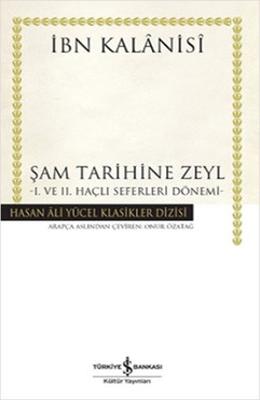 İBN KALÂNİSÎ
ŞAM TARİHİNE ZEYL
-I. VE II. HAÇLI SEFERLERİ DÖNEMİ-
HASAN ÂLİ YÜCEL KLASİKLER DİZİSİ
ARAPÇA ASLINDAN ÇEVİREN: ONUR ÖZATAĞ
TÜRKİYE İŞ BANKASI
Kültür Yayınları